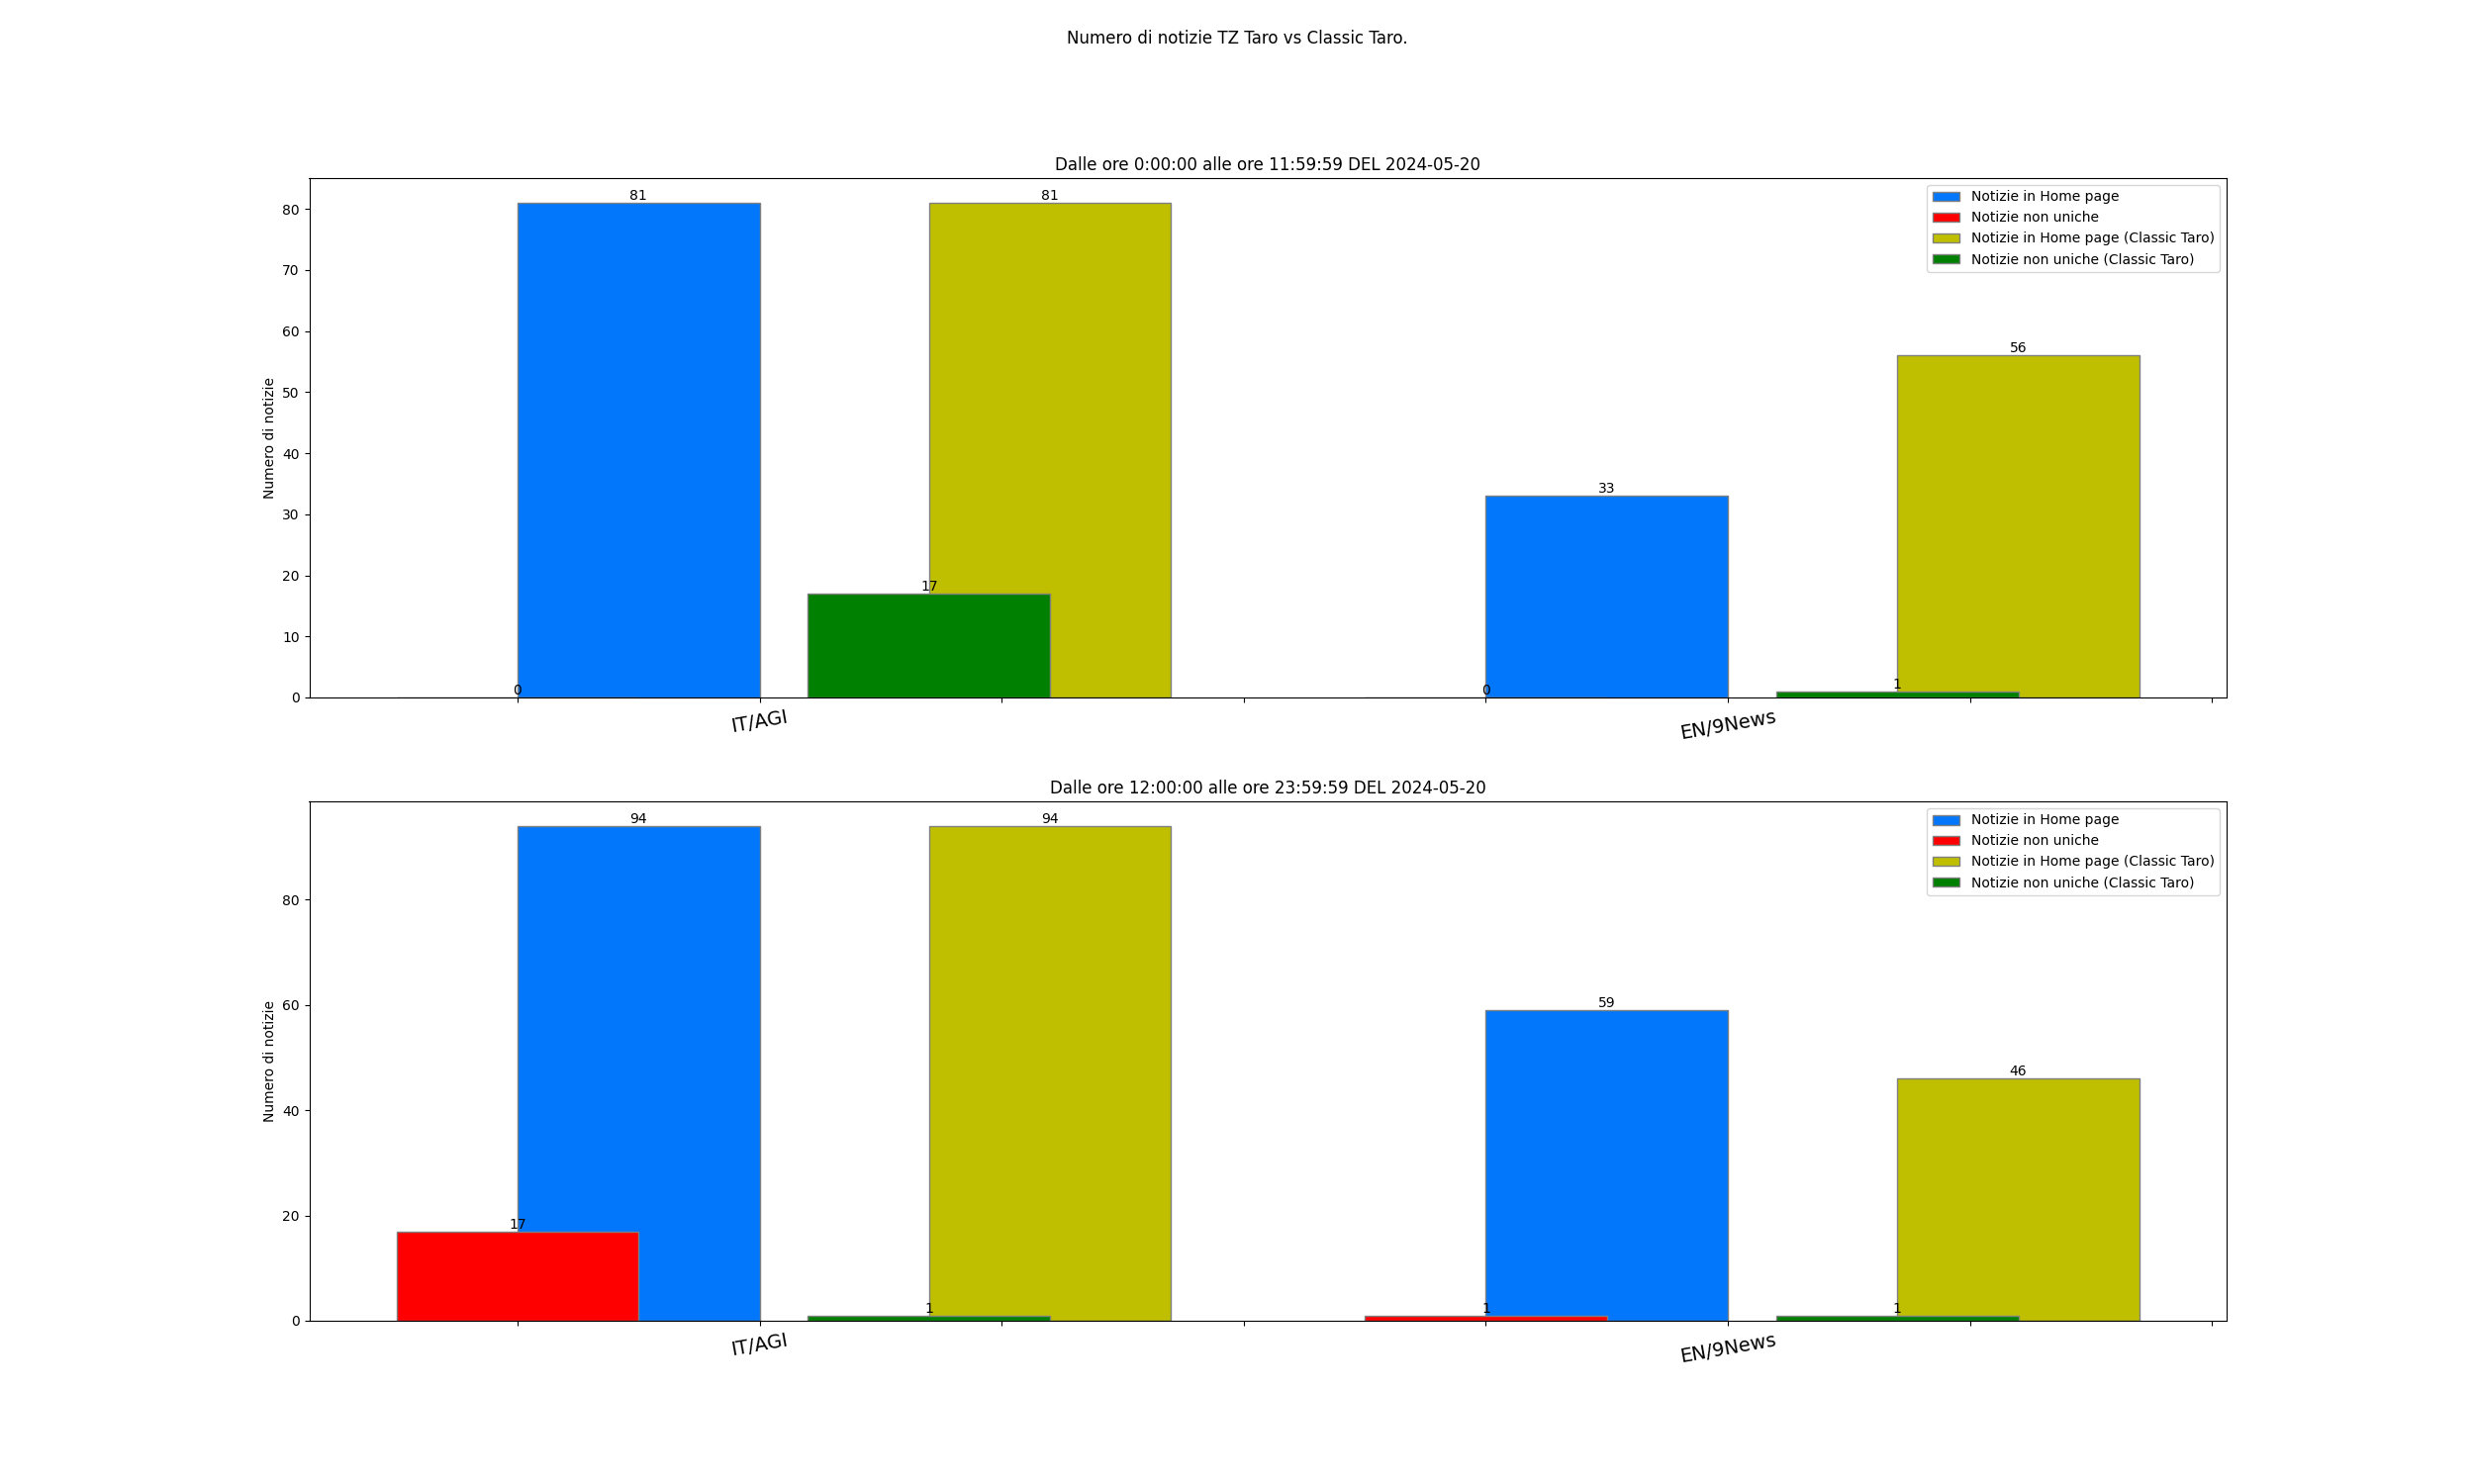 Numero di notizie TZ Taro vs Classic Taro.
Dalle ore 0:00:00 alle ore 11:59:59 DEL 2024-05-20
Numero di notizie
80
70
60
50
40
30
20
10
0
81
81
56
33
17
0
0
1
Notizie in Home page
Notizie non uniche
Notizie in Home page (Classic Taro)
Notizie non uniche (Classic Taro)
IT/AGI
EN/9News
Dalle ore 12:00:00 alle ore 23:59:59 DEL 2024-05-20
Numero di notizie
80
60
40
20
0
94
94
59
46
17
1
1
1
Notizie in Home page
Notizie non uniche
Notizie in Home page (Classic Taro)
Notizie non uniche (Classic Taro)
IT/AGI
EN/9News